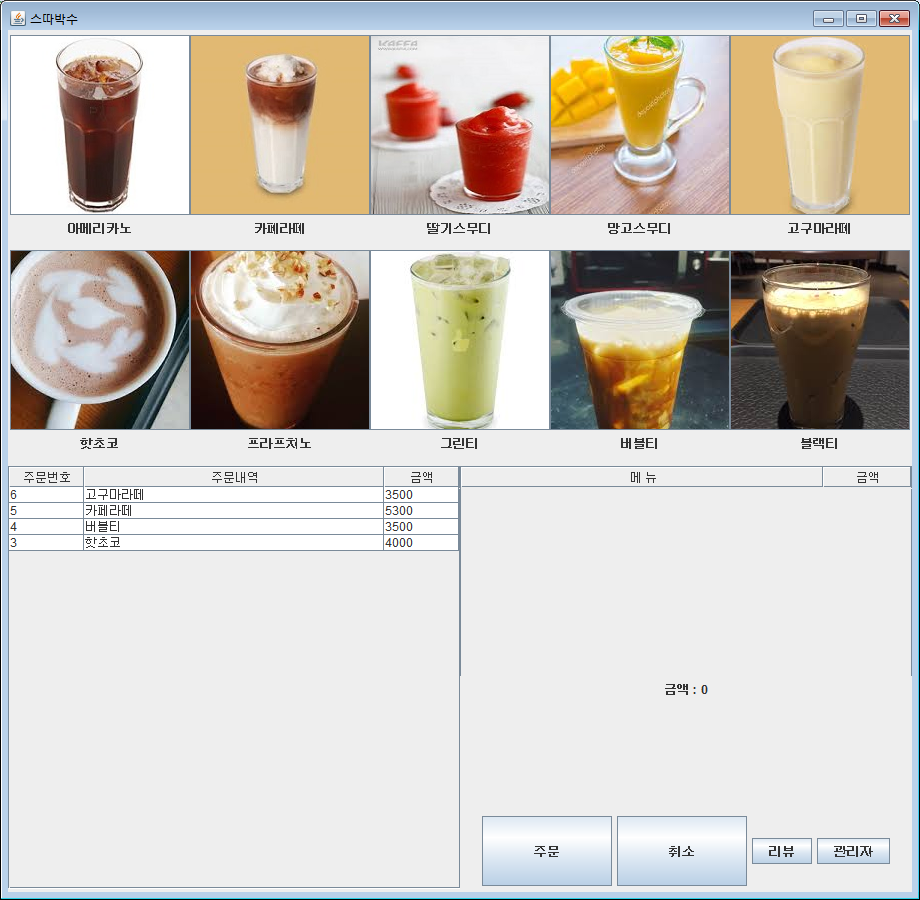 스따박수
아메리카노 카페라떼 딸기스무디 망고스무디 고구마라떼
핫초코 프라프치노 그린티 버블티 블랙티
주문번호 주문내역 금액 메뉴 금액
6 고구마라떼 3500
5 카페라떼 5300
4 버블티 3500
3 핫초코 4000
금액 : 0
주문 취소 리뷰 관리자